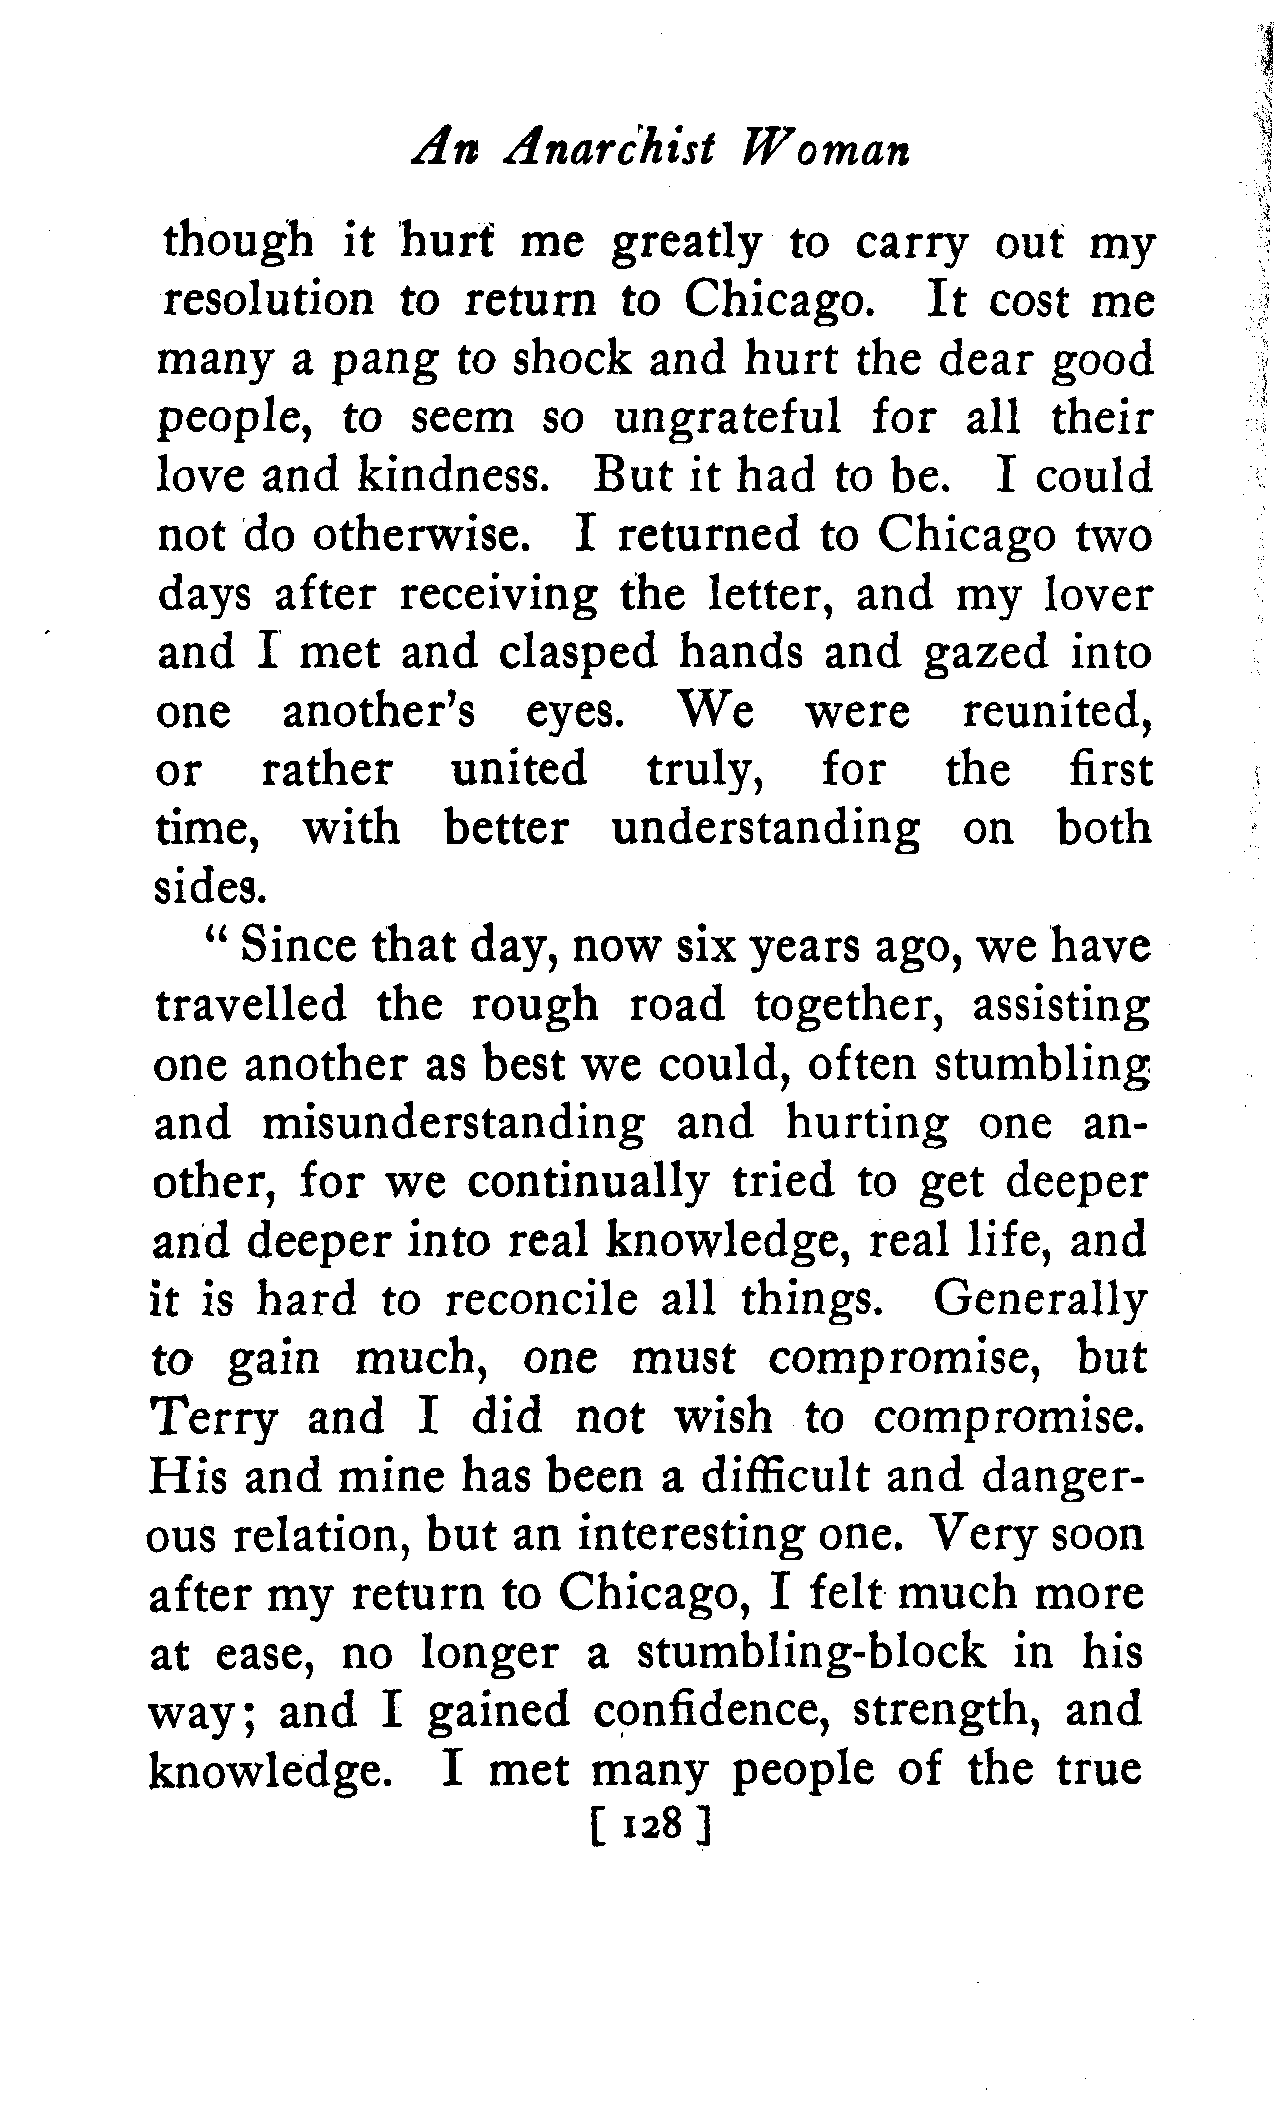 An Anarchist Woman
though it hurt me greatly to carry out my
resolution to return to Chicago. It cost me
many a pang to shock and hurt the dear good
people, to seem so ungrateful for all their
love and kindness. But it had to be. I could
not do otherwise. I returned to Chicago two
days after receiving the letter, and my lover
and I met and clasped hands and gazed into
one another's eyes. We were reunited,
or rather united truly, for the first
time, with better understanding on both
sides.
“ Since that day, now six years ago, we have
travelled the rough road together, assisting
one another as best we could, often stumbling
and misunderstanding and hurting one an-
other, for we continually tried to get deeper
and deeper into real knowledge, real life, and
it is hard to reconcile all things. Generally
to gain much, one must compromise, but
Terry and I did not wish to compromise.
His and mine has been a difficult and danger-
ous relation, but an interesting one. Very soon
after my return to Chicago, I felt much more
at ease, no longer a stumbling-block in his
way; and I gained confidence, strength, and
knowledge. I met many people of the true
[ 128 ]